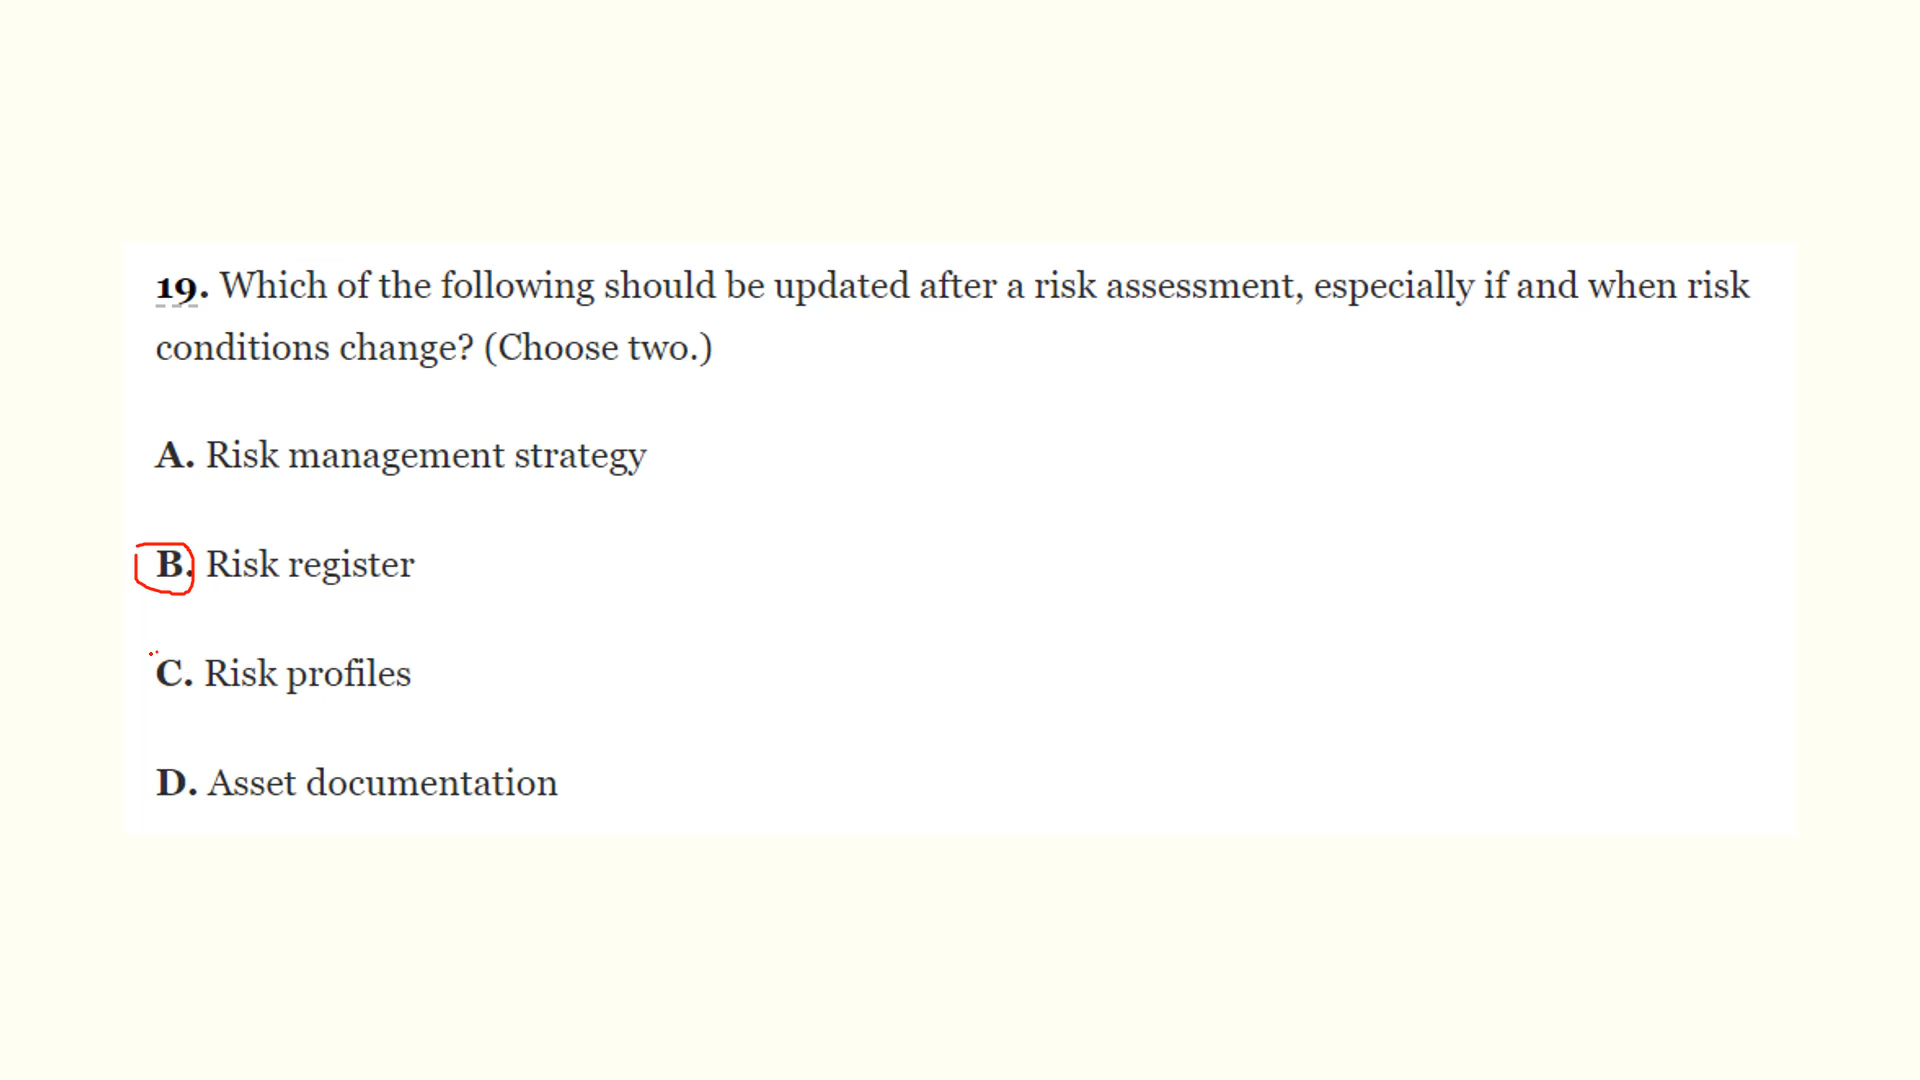 19. Which of the following should be updated after a risk assessment, especially if and when risk
conditions change? (Choose two.)
A. Risk management strategy
B. Risk register
C. Risk profiles
D. Asset documentation